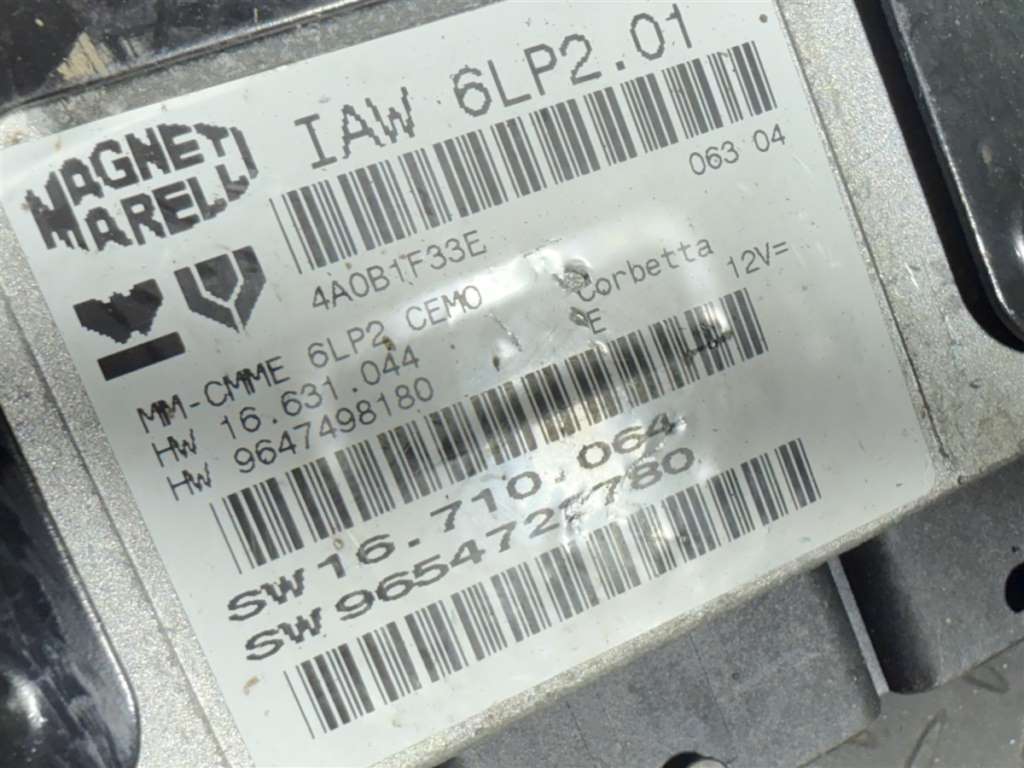 MAGNETI
MARELLI
IAW 6LP2.01
063 04
4A0B1F33E
MM-CMME 6LP2 CEMO Corbetta 12V=
HW 16.631.044 E
HW 9647498180
SW 16.710.064
SW